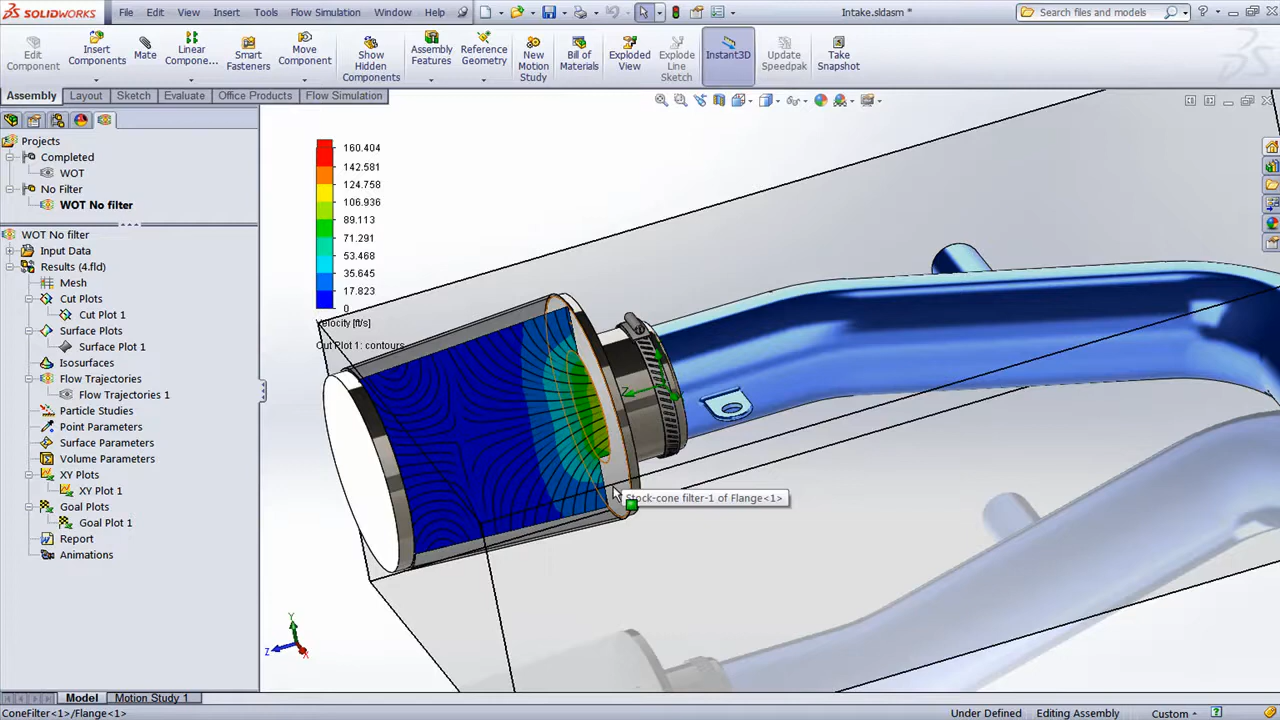 SOLIDWORKS File Edit View Insert Tools Flow Simulation Window Help Intake.sldasm * Search files and models
Edit Component
Insert Components
Mate
Linear Compone...
Smart Fasteners
Move Component
Show Hidden Components
Assembly Features
Reference Geometry
New Motion Study
Bill of Materials
Exploded View
Explode Line Sketch
Instant3D
Update Speedpak
Take Snapshot
Assembly Layout Sketch Evaluate Office Products Flow Simulation
Projects
Completed
WOT
No Filter
WOT No filter
WOT No filter
Input Data
Results (4.fld)
Mesh
Cut Plots
Cut Plot 1
Surface Plots
Surface Plot 1
Isosurfaces
Flow Trajectories
Flow Trajectories 1
Particle Studies
Point Parameters
Surface Parameters
Volume Parameters
XY Plots
XY Plot 1
Goal Plots
Goal Plot 1
Report
Animations
160.404
142.581
124.758
106.936
89.113
71.291
53.468
35.645
17.823
0
Velocity [ft/s]
Cut Plot 1: contours
Z
Stock-cone filter-1 of Flange<1>
Y
Z
X
Model Motion Study 1
ConeFilter<1>/Flange<1> Under Defined Editing Assembly Custom